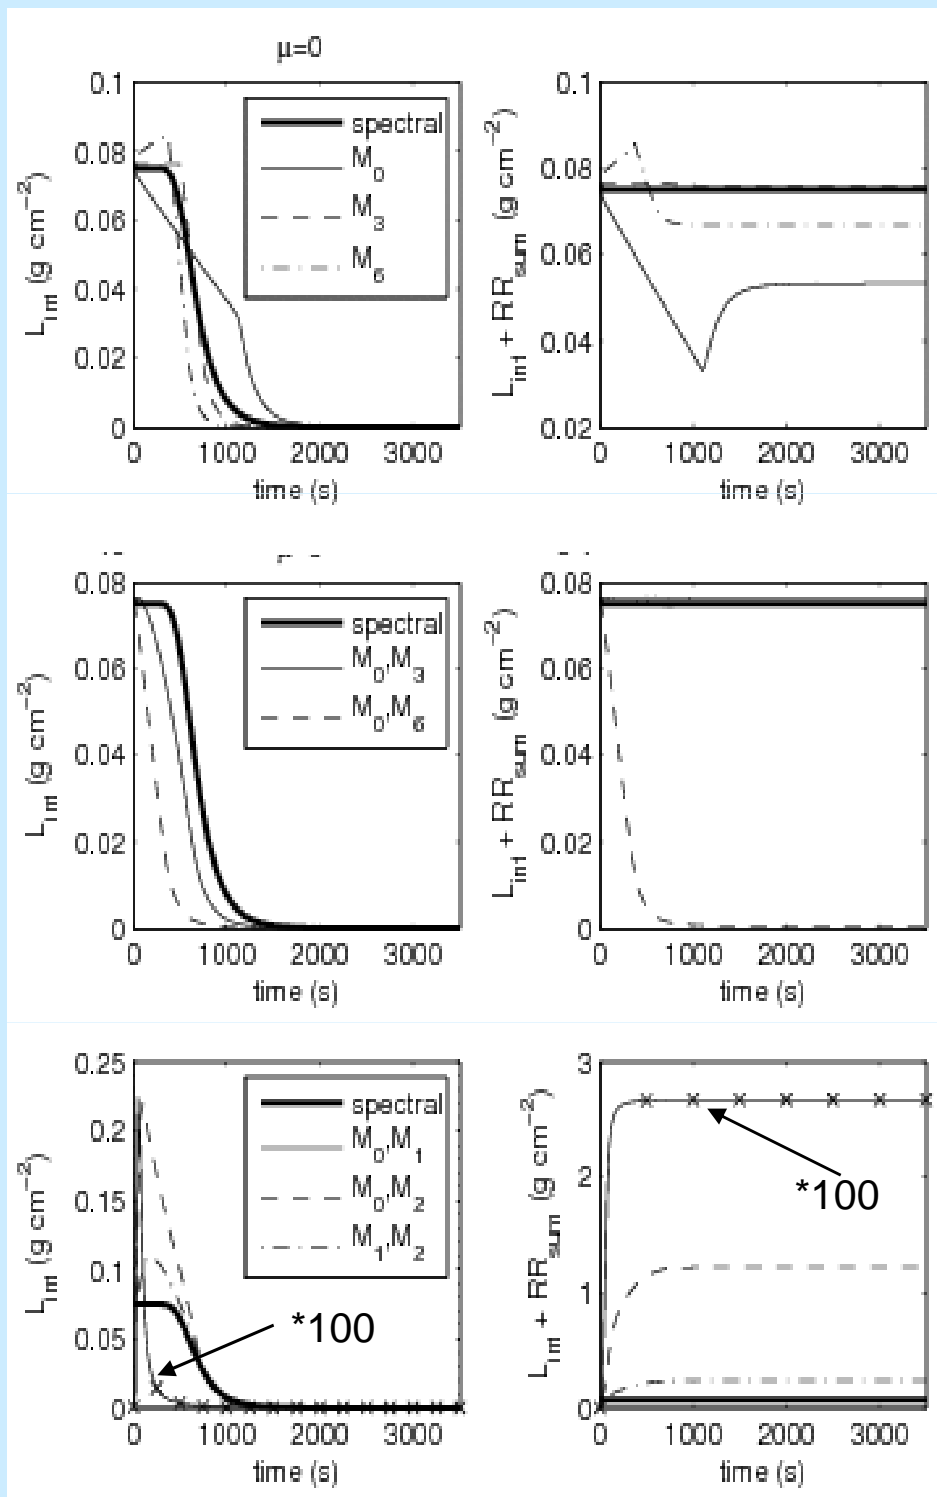 μ=0
0.1
0.08
0.06
0.04
0.02
0
L_int (g cm⁻²)
spectral
M_0
M_3
M_6
0 1000 2000 3000
time (s)
0.1
0.08
0.06
0.04
0.02
L_int + RR_sum (g cm⁻²)
0 1000 2000 3000
time (s)
0.08
0.06
0.04
0.02
0
L_int (g cm⁻²)
spectral
M_0,M_3
M_0,M_6
0 1000 2000 3000
time (s)
0.08
0.06
0.04
0.02
0
L_int + RR_sum (g cm⁻²)
0 1000 2000 3000
time (s)
0.25
0.2
0.15
0.1
0.05
0
L_int (g cm⁻²)
spectral
M_0,M_1
M_0,M_2
M_1,M_2
*100
0 1000 2000 3000
time (s)
3
2
1
0
L_int + RR_sum (g cm⁻²)
*100
0 1000 2000 3000
time (s)